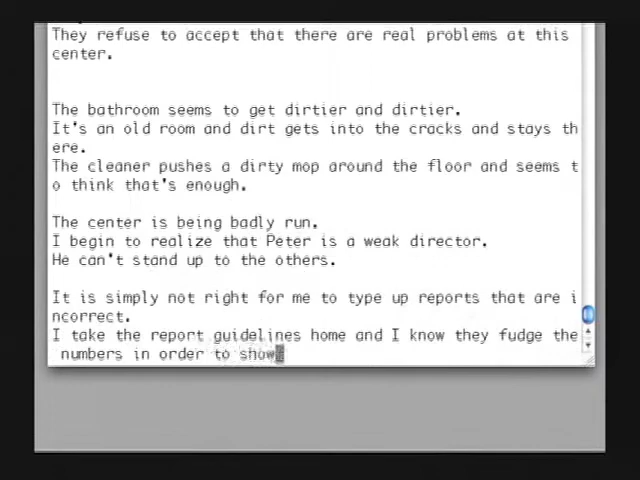 They refuse to accept that there are real problems at this
center.
The bathroom seems to get dirtier and dirtier.
It's an old room and dirt gets into the cracks and stays th
ere.
The cleaner pushes a dirty mop around the floor and seems t
o think that's enough.
The center is being badly run.
I begin to realize that Peter is a weak director.
He can't stand up to the others.
It is simply not right for me to type up reports that are i
ncorrect.
I take the report guidelines home and I know they fudge the
numbers in order to show